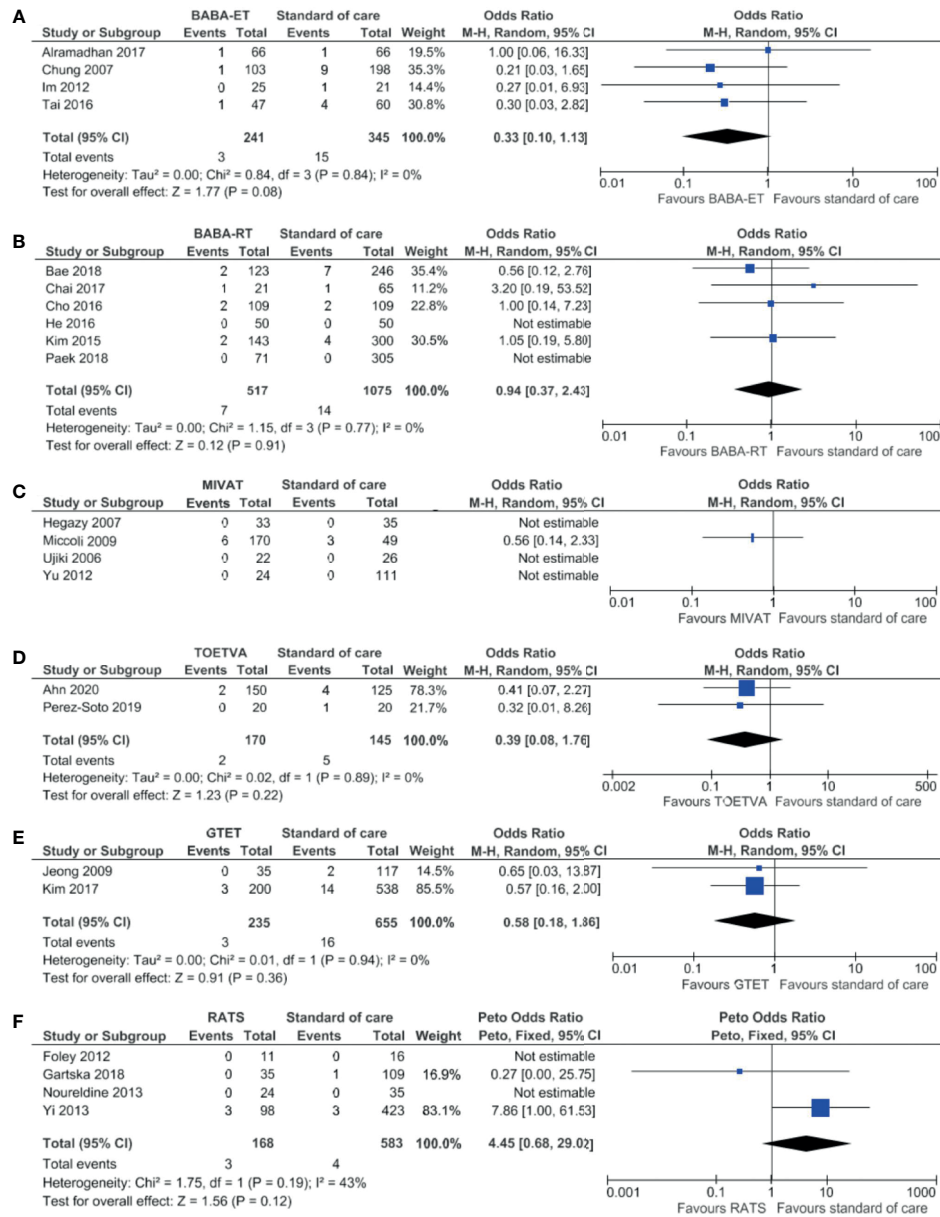 A
BABA-ET Standard of care Odds Ratio Odds Ratio
Study or Subgroup Events Total Events Total Weight M-H, Random, 95% CI M-H, Random, 95% CI
Alramadhan 2017 1 66 1 66 19.5% 1.00 [0.06, 16.33]
Chung 2007 1 103 9 198 35.3% 0.21 [0.03, 1.65]
Im 2012 0 25 1 21 14.4% 0.27 [0.01, 6.93]
Tai 2016 1 47 4 60 30.8% 0.30 [0.03, 2.82]
Total (95% CI) 241 345 100.0% 0.33 [0.10, 1.13]
Total events 3 15
Heterogeneity: Tau² = 0.00; Chi² = 0.84, df = 3 (P = 0.84); I² = 0%
Test for overall effect: Z = 1.77 (P = 0.08)
0.01 0.1 1 10 100
Favours BABA-ET Favours standard of care
B
BABA-RT Standard of care Odds Ratio Odds Ratio
Study or Subgroup Events Total Events Total Weight M-H, Random, 95% CI M-H, Random, 95% CI
Bae 2018 2 123 7 246 35.4% 0.56 [0.12, 2.76]
Chai 2017 1 21 1 65 11.2% 3.20 [0.19, 53.52]
Cho 2016 2 109 2 109 22.8% 1.00 [0.14, 7.23]
He 2016 0 50 0 50 Not estimable
Kim 2015 2 143 4 300 30.5% 1.05 [0.19, 5.80]
Paek 2018 0 71 0 305 Not estimable
Total (95% CI) 517 1075 100.0% 0.94 [0.37, 2.43]
Total events 7 14
Heterogeneity: Tau² = 0.00; Chi² = 1.15, df = 3 (P = 0.77); I² = 0%
Test for overall effect: Z = 0.12 (P = 0.91)
0.01 0.1 1 10 100
Favours BABA-RT Favours standard of care
C
MIVAT Standard of care Odds Ratio Odds Ratio
Study or Subgroup Events Total Events Total M-H, Random, 95% CI M-H, Random, 95% CI
Hegazy 2007 0 33 0 35 Not estimable
Miccoli 2009 6 170 3 49 0.56 [0.14, 2.33]
Ujiki 2006 0 22 0 26 Not estimable
Yu 2012 0 24 0 111 Not estimable
0.01 0.1 1 10 100
Favours MIVAT Favours standard of care
D
TOETVA Standard of care Odds Ratio Odds Ratio
Study or Subgroup Events Total Events Total Weight M-H, Random, 95% CI M-H, Random, 95% CI
Ahn 2020 2 150 4 125 78.3% 0.41 [0.07, 2.27]
Perez-Soto 2019 0 20 1 20 21.7% 0.32 [0.01, 8.26]
Total (95% CI) 170 145 100.0% 0.39 [0.08, 1.76]
Total events 2 5
Heterogeneity: Tau² = 0.00; Chi² = 0.02, df = 1 (P = 0.89); I² = 0%
Test for overall effect: Z = 1.23 (P = 0.22)
0.002 0.1 1 10 500
Favours TOETVA Favours standard of care
E
GTET Standard of care Odds Ratio Odds Ratio
Study or Subgroup Events Total Events Total Weight M-H, Random, 95% CI M-H, Random, 95% CI
Jeong 2009 0 35 2 117 14.5% 0.65 [0.03, 13.87]
Kim 2017 3 200 14 538 85.5% 0.57 [0.16, 2.00]
Total (95% CI) 235 655 100.0% 0.58 [0.18, 1.86]
Total events 3 16
Heterogeneity: Tau² = 0.00; Chi² = 0.01, df = 1 (P = 0.94); I² = 0%
Test for overall effect: Z = 0.91 (P = 0.36)
0.01 0.1 1 10 100
Favours GTET Favours standard of care
F
RATS Standard of care Peto Odds Ratio Peto Odds Ratio
Study or Subgroup Events Total Events Total Weight Peto, Fixed, 95% CI Peto, Fixed, 95% CI
Foley 2012 0 11 0 16 Not estimable
Gartska 2018 0 35 1 109 16.9% 0.27 [0.00, 25.75]
Noureldine 2013 0 24 0 35 Not estimable
Yi 2013 3 98 3 423 83.1% 7.86 [1.00, 61.53]
Total (95% CI) 168 583 100.0% 4.45 [0.68, 29.02]
Total events 3 4
Heterogeneity: Chi² = 1.75, df = 1 (P = 0.19); I² = 43%
Test for overall effect: Z = 1.56 (P = 0.12)
0.001 0.1 1 10 1000
Favours RATS Favours standard of care